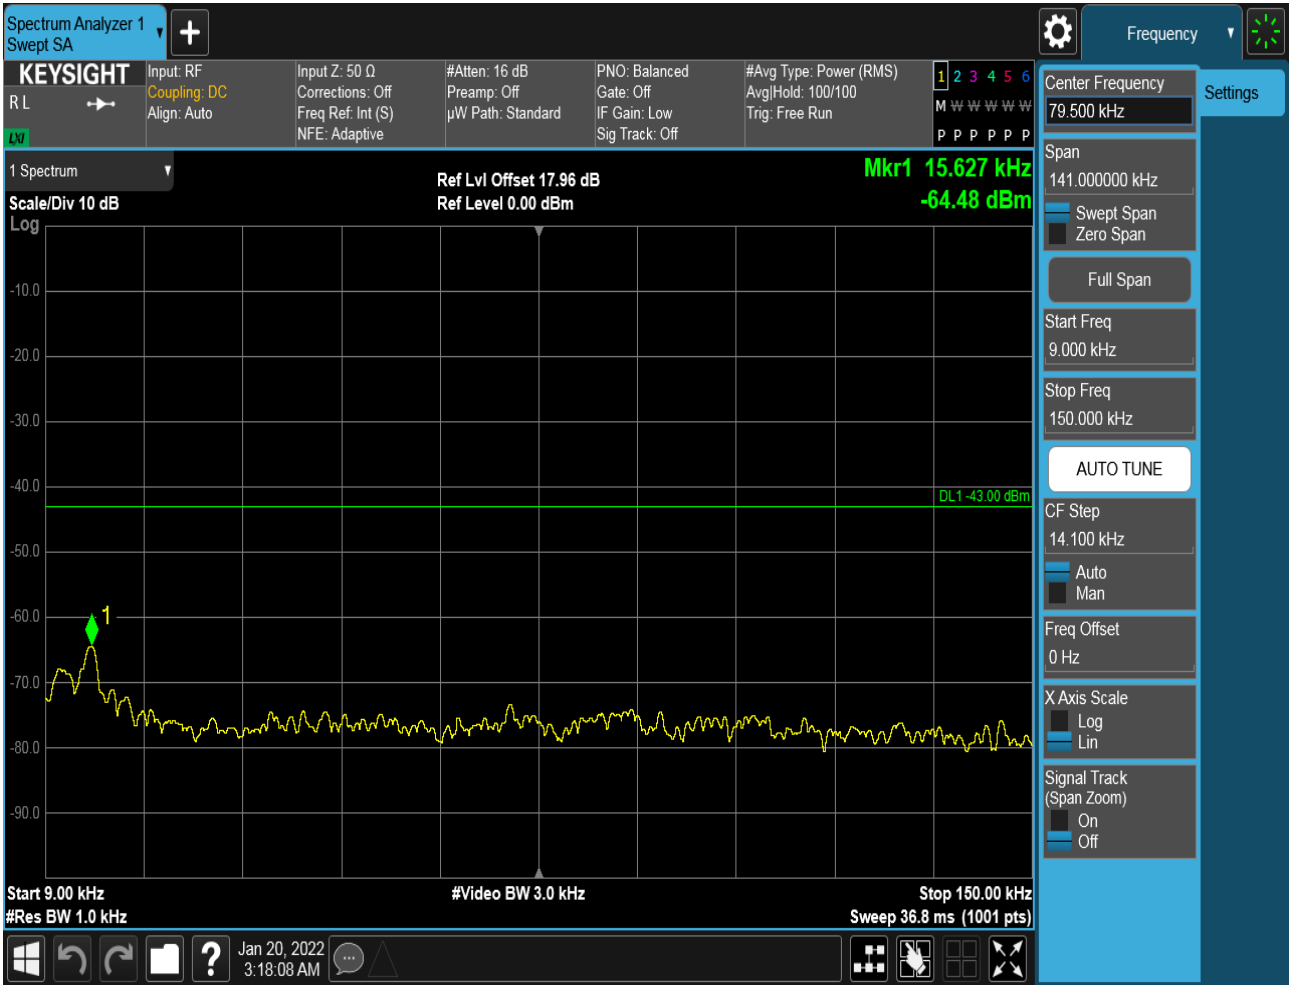 Spectrum Analyzer 1
Swept SA
Frequency
KEYSIGHT
R L
LXI
Input: RF
Coupling: DC
Align: Auto
Input Z: 50 Ω
Corrections: Off
Freq Ref: Int (S)
NFE: Adaptive
#Atten: 16 dB
Preamp: Off
µW Path: Standard
PNO: Balanced
Gate: Off
IF Gain: Low
Sig Track: Off
#Avg Type: Power (RMS)
Avg|Hold: 100/100
Trig: Free Run
1 2 3 4 5 6
M W W W W W
P P P P P P
1 Spectrum
Scale/Div 10 dB
Log
Ref Lvl Offset 17.96 dB
Ref Level 0.00 dBm
Mkr1 15.627 kHz
-64.48 dBm
-10.0
-20.0
-30.0
-40.0
DL1 -43.00 dBm
-50.0
-60.0
1
-70.0
-80.0
-90.0
Start 9.00 kHz
#Video BW 3.0 kHz
Stop 150.00 kHz
#Res BW 1.0 kHz
Sweep 36.8 ms (1001 pts)
?
Jan 20, 2022
3:18:08 AM
Center Frequency
79.500 kHz
Settings
Span
141.000000 kHz
Swept Span
Zero Span
Full Span
Start Freq
9.000 kHz
Stop Freq
150.000 kHz
AUTO TUNE
CF Step
14.100 kHz
Auto
Man
Freq Offset
0 Hz
X Axis Scale
Log
Lin
Signal Track
(Span Zoom)
On
Off